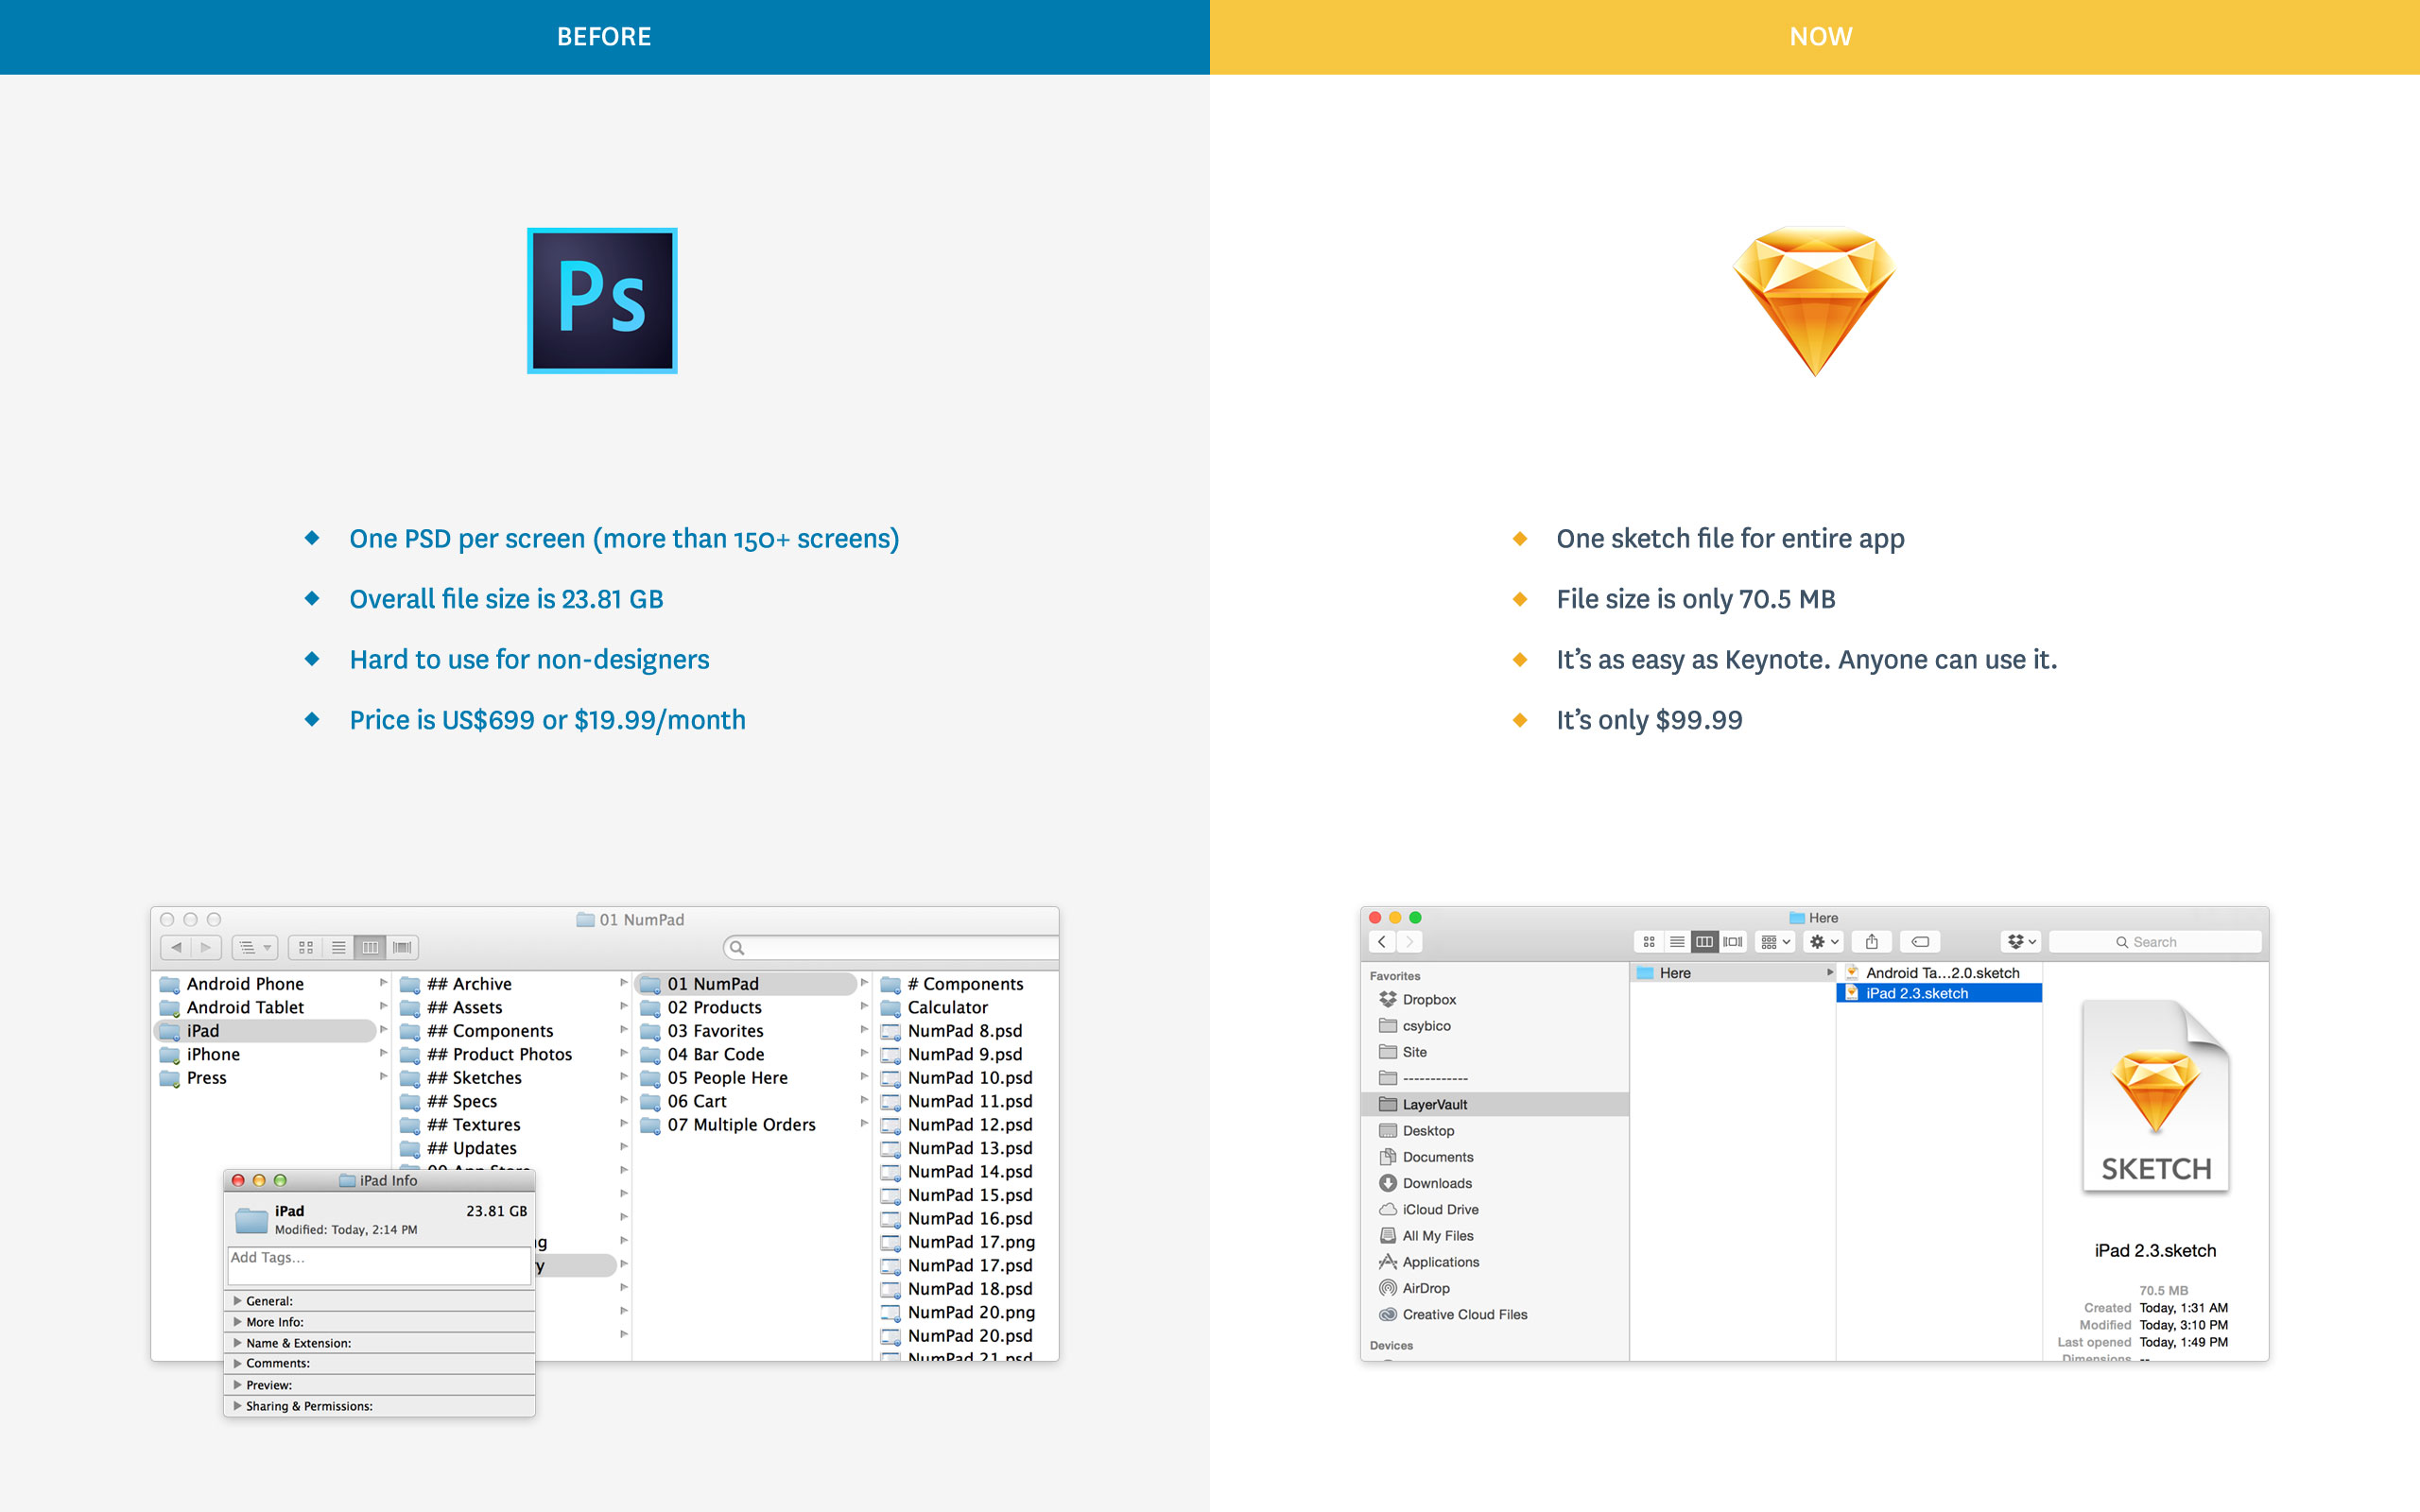 BEFORE
NOW
Ps
One PSD per screen (more than 150+ screens)
Overall file size is 23.81 GB
Hard to use for non-designers
Price is US$699 or $19.99/month
One sketch file for entire app
File size is only 70.5 MB
It’s as easy as Keynote. Anyone can use it.
It’s only $99.99
01 NumPad
Android Phone
Android Tablet
iPad
iPhone
Press
## Archive
## Assets
## Components
## Product Photos
## Sketches
## Specs
## Textures
## Updates
00 App Store
g
y
01 NumPad
02 Products
03 Favorites
04 Bar Code
05 People Here
06 Cart
07 Multiple Orders
# Components
Calculator
NumPad 8.psd
NumPad 9.psd
NumPad 10.psd
NumPad 11.psd
NumPad 12.psd
NumPad 13.psd
NumPad 14.psd
NumPad 15.psd
NumPad 16.psd
NumPad 17.png
NumPad 17.psd
NumPad 18.psd
NumPad 20.png
NumPad 20.psd
NumPad 21.psd
iPad Info
iPad 23.81 GB
Modified: Today, 2:14 PM
Add Tags...
General:
More Info:
Name & Extension:
Comments:
Preview:
Sharing & Permissions:
Here
Search
Favorites
Dropbox
csybico
Site
------------
LayerVault
Desktop
Documents
Downloads
iCloud Drive
All My Files
Applications
AirDrop
Creative Cloud Files
Devices
Here
Android Ta...2.0.sketch
iPad 2.3.sketch
SKETCH
iPad 2.3.sketch
70.5 MB
Created Today, 1:31 AM
Modified Today, 3:10 PM
Last opened Today, 1:49 PM
Dimensions --